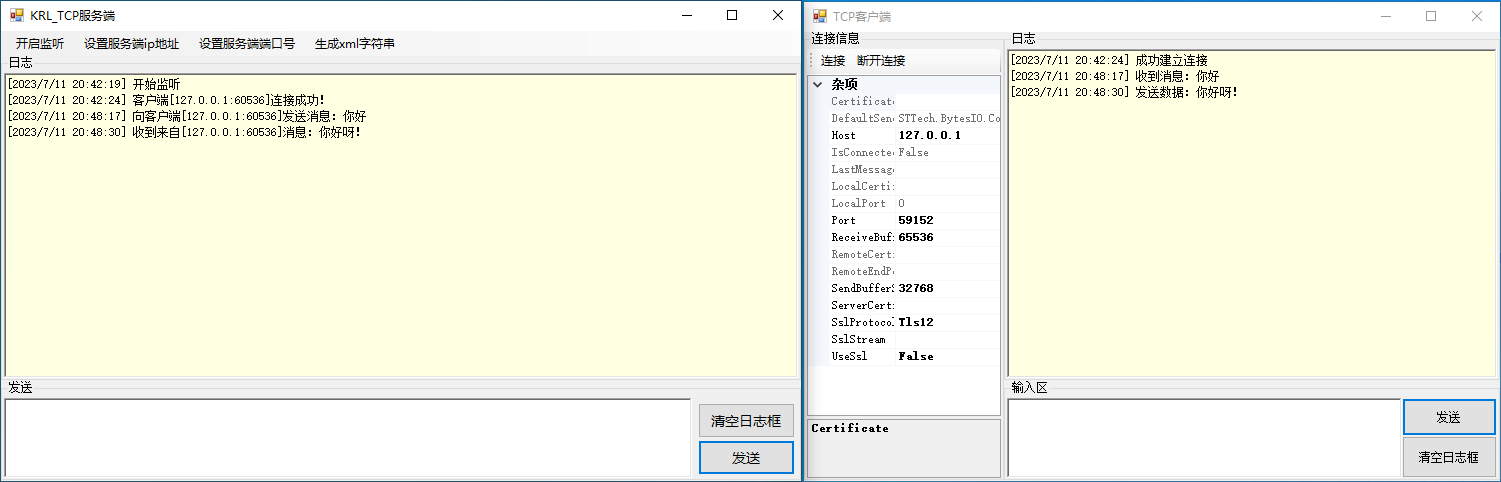 KRL_TCP服务端
开启监听 设置服务端ip地址 设置服务端端口号 生成xml字符串
日志
[2023/7/11 20:42:19] 开始监听
[2023/7/11 20:42:24] 客户端[127.0.0.1:60536]连接成功!
[2023/7/11 20:48:17] 向客户端[127.0.0.1:60536]发送消息: 你好
[2023/7/11 20:48:30] 收到来自[127.0.0.1:60536]消息: 你好呀!
发送
清空日志框
发送
TCP客户端
连接信息
连接 断开连接
杂项
Certificate
DefaultSend STTech.BytesIO.Co
Host 127.0.0.1
IsConnected False
LastMessage
LocalCerti
LocalPort 0
Port 59152
ReceiveBuf 65536
RemoteCert
RemoteEndP
SendBufferS 32768
ServerCert
SslProtocol Tls12
SslStream
UseSsl False
Certificate
日志
[2023/7/11 20:42:24] 成功建立连接
[2023/7/11 20:48:17] 收到消息: 你好
[2023/7/11 20:48:30] 发送数据: 你好呀!
输入区
发送
清空日志框